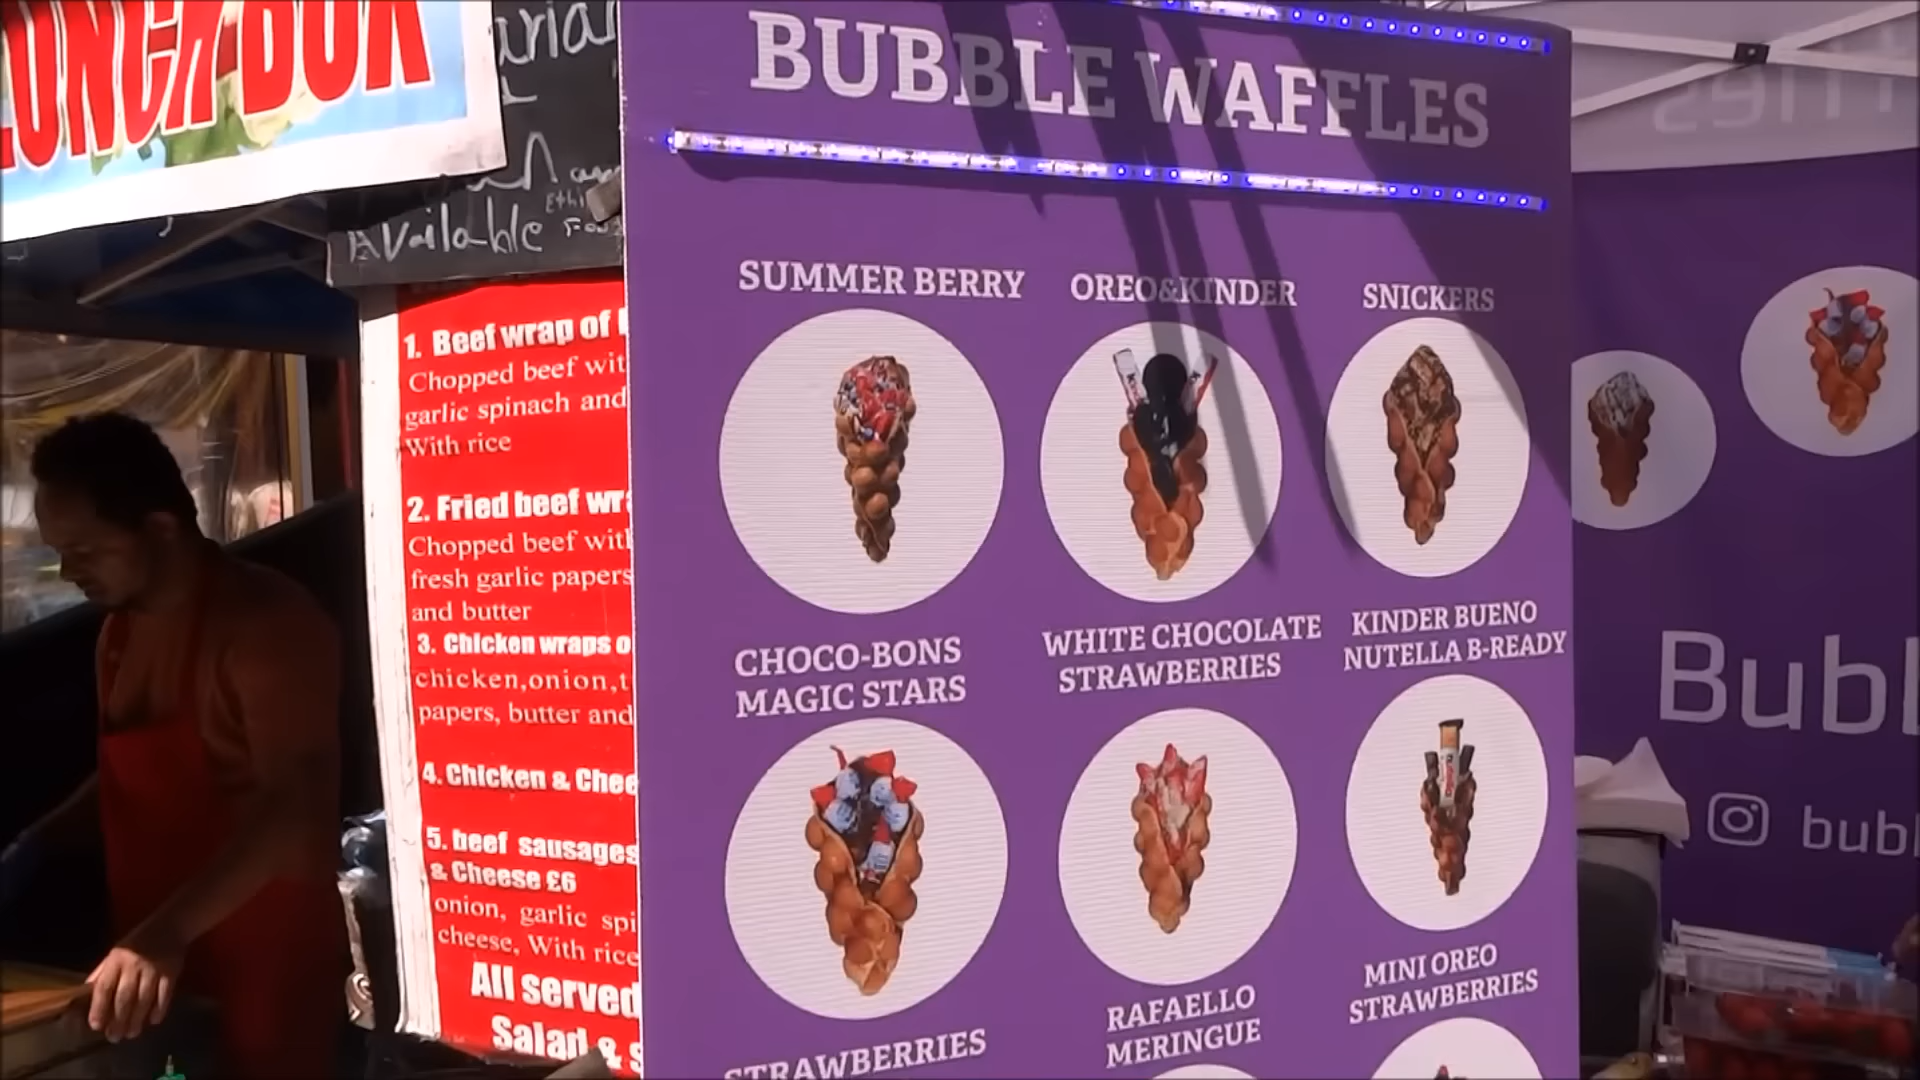 LUNCH BOX
Available
1. Beef wrap of
Chopped beef wit
garlic spinach and
With rice
2. Fried beef wr
Chopped beef with
fresh garlic papers
and butter
3. Chicken wraps o
chicken,onion,t
papers, butter and
4. Chicken & Chee
5. beef sausages
& Cheese £6
onion, garlic spi
cheese, With rice
All served
Salad & s
BUBBLE WAFFLES
SUMMER BERRY
OREO&KINDER
SNICKERS
CHOCO-BONS
MAGIC STARS
WHITE CHOCOLATE
STRAWBERRIES
KINDER BUENO
NUTELLA B-READY
STRAWBERRIES
RAFAELLO
MERINGUE
MINI OREO
STRAWBERRIES
Bubb
bubb